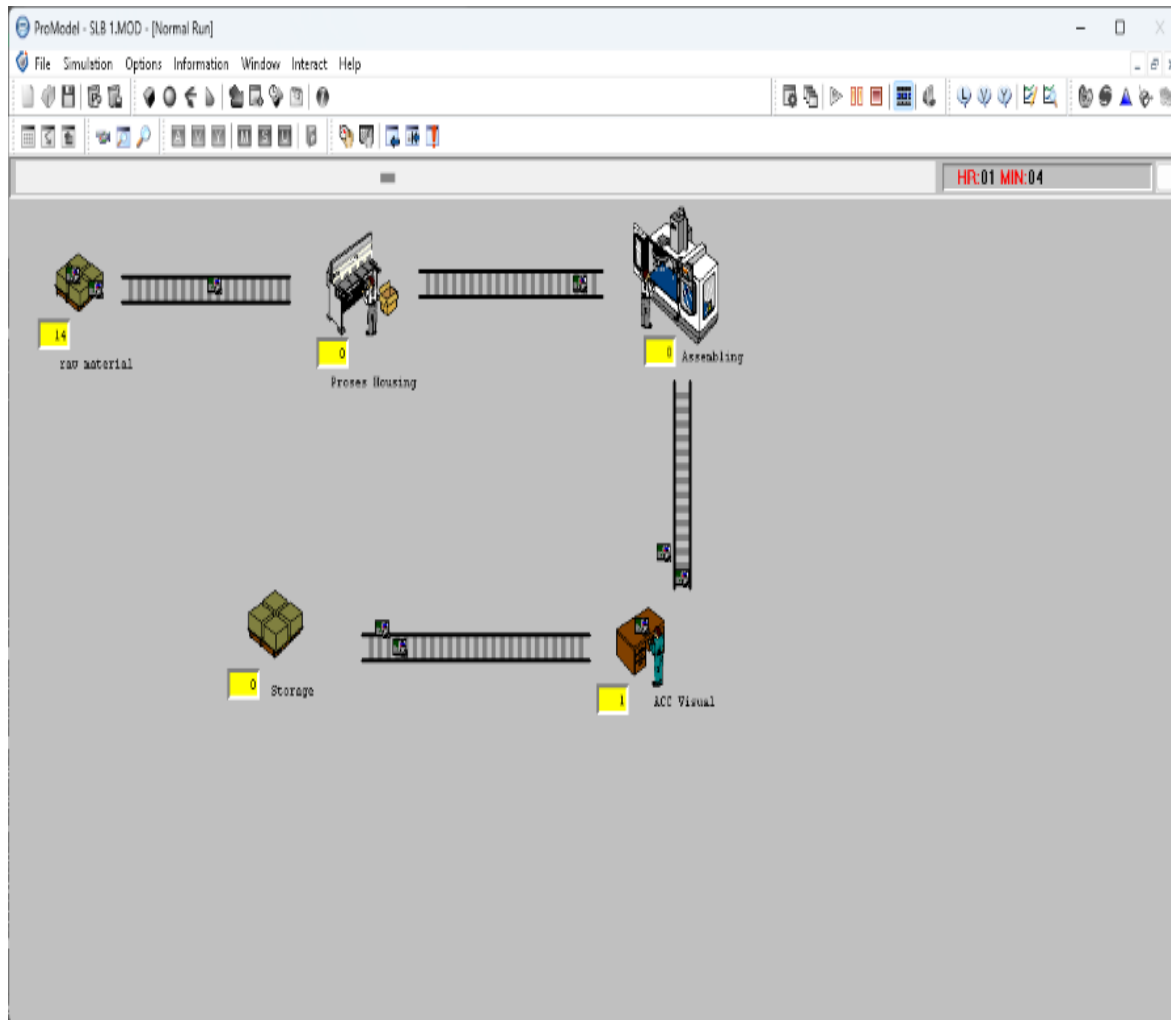 ProModel - SLB 1.MOD - [Normal Run]
File Simulation Options Information Window Interact Help
HR:01 MIN:04
14
raw material
0
Proses Housing
0
Assembling
0
Storage
1
ACC Visual